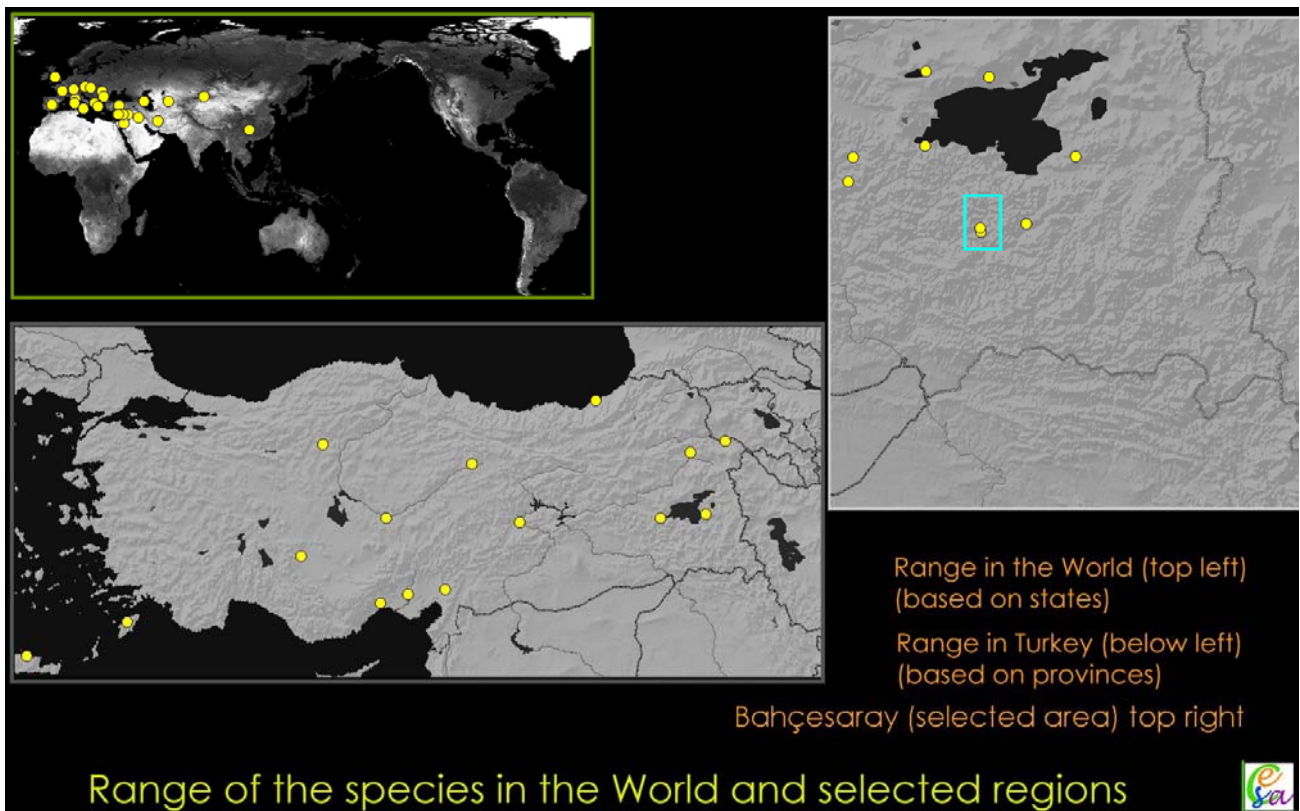 Range in the World (top left)
(based on states)
Range in Turkey (below left)
(based on provinces)
Bahçesaray (selected area) top right
Range of the species in the World and selected regions
esa